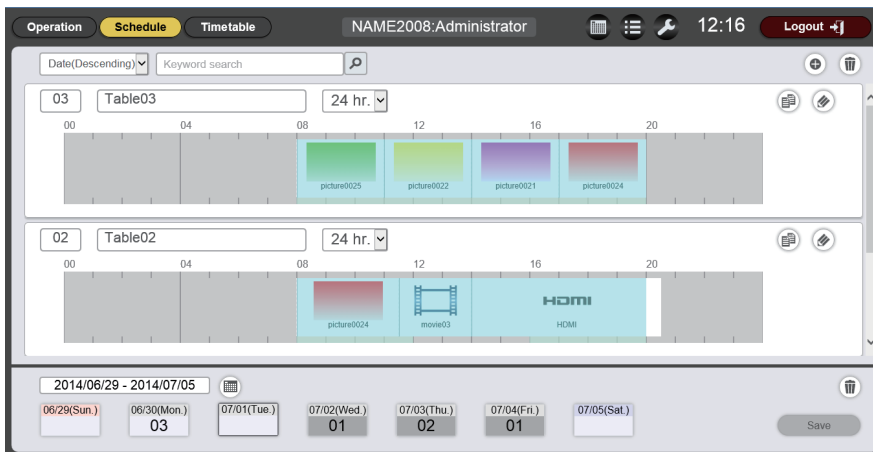 Operation Schedule Timetable NAME2008:Administrator 12:16 Logout
Date(Descending) Keyword search
03 Table03 24 hr.
00 04 08 12 16 20
picture0025 picture0022 picture0021 picture0024
02 Table02 24 hr.
00 04 08 12 16 20
HDMI
picture0024 movie03 HDMI
2014/06/29 - 2014/07/05
06/29(Sun.) 06/30(Mon.) 07/01(Tue.) 07/02(Wed.) 07/03(Thu.) 07/04(Fri.) 07/05(Sat.)
03 01 02 01 Save